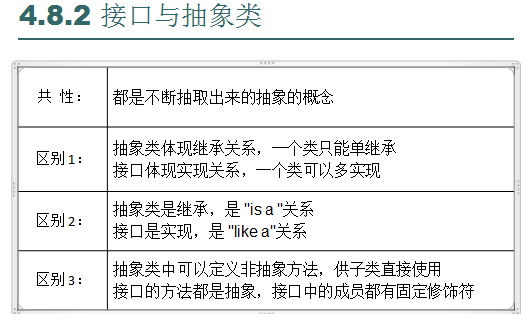 4.8.2 接口与抽象类
共 性：
都是不断抽取出来的抽象的概念
区别1：
抽象类体现继承关系，一个类只能单继承
接口体现实现关系，一个类可以多实现
区别2：
抽象类是继承，是 "is a "关系
接口是实现，是 "like a"关系
区别3：
抽象类中可以定义非抽象方法，供子类直接使用
接口的方法都是抽象，接口中的成员都有固定修饰符